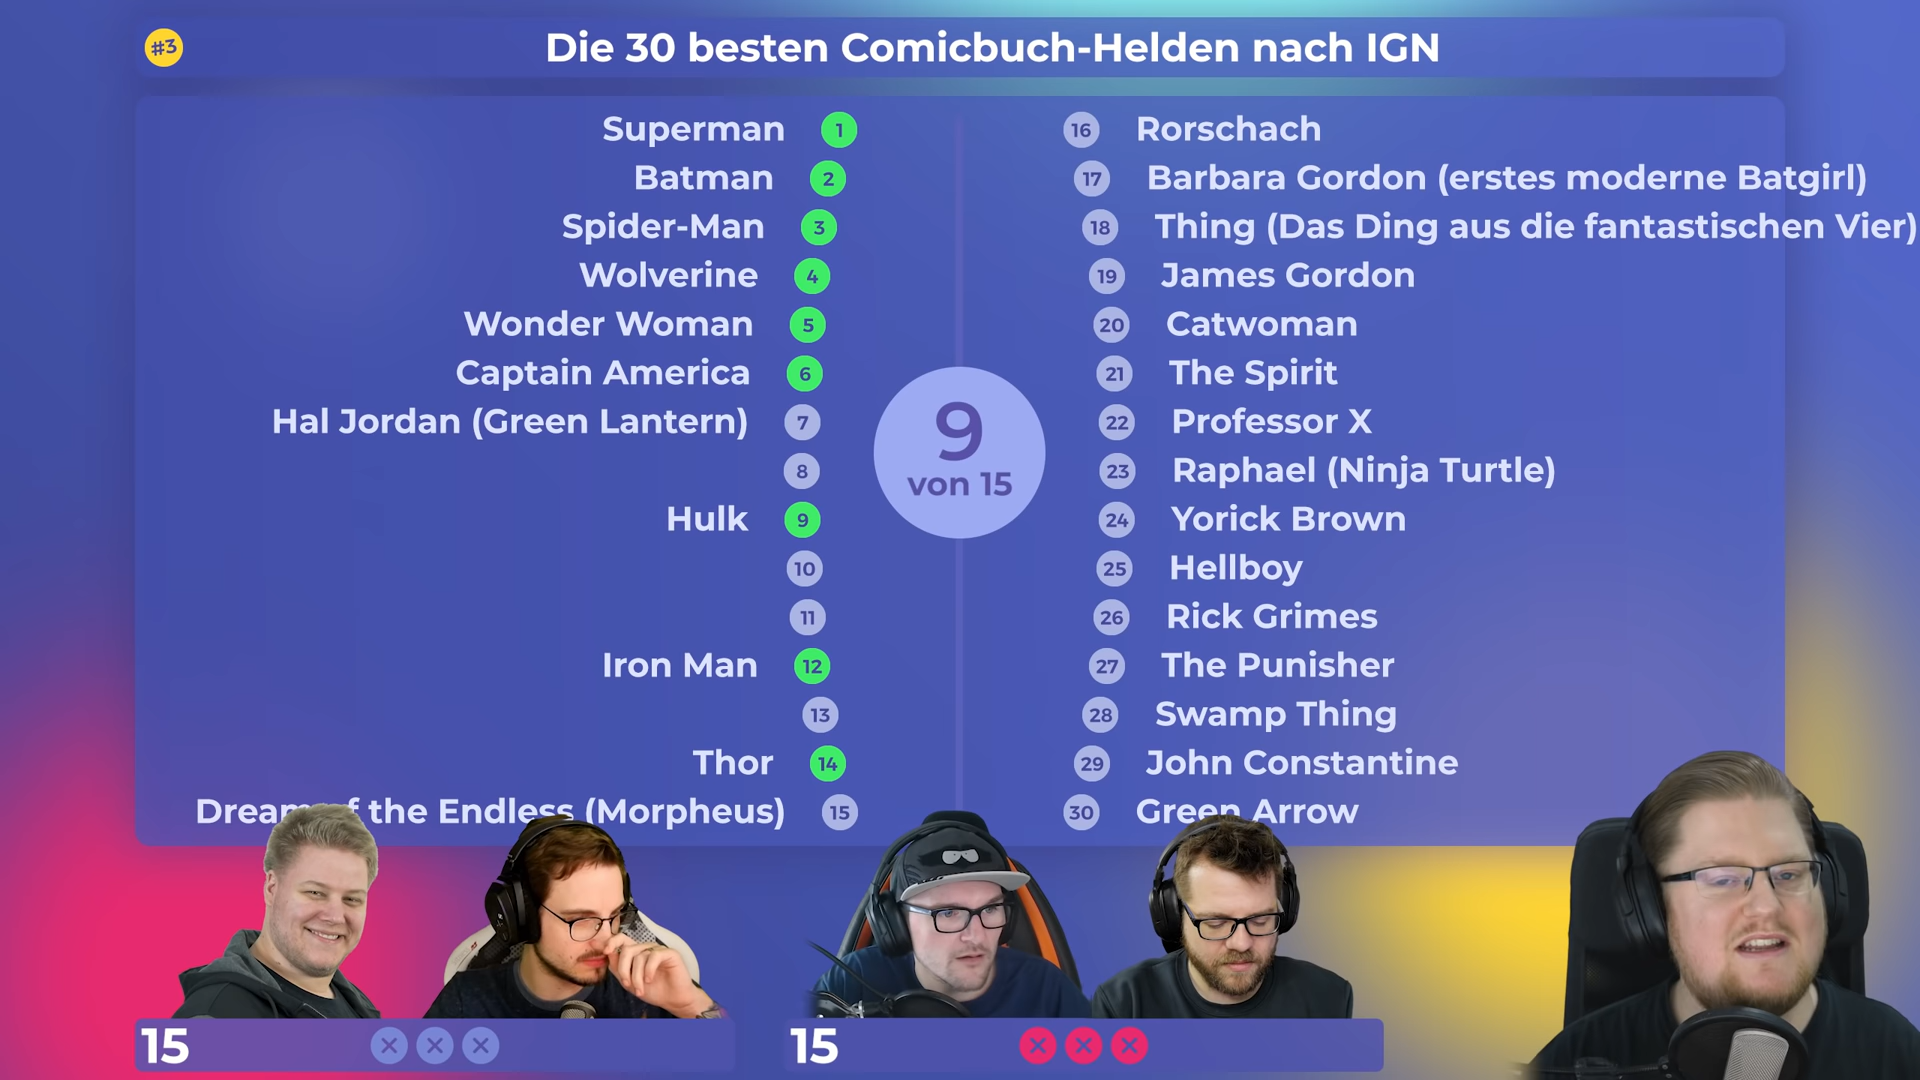 #3
Die 30 besten Comicbuch-Helden nach IGN
Superman 1
Batman 2
Spider-Man 3
Wolverine 4
Wonder Woman 5
Captain America 6
Hal Jordan (Green Lantern) 7
8
Hulk 9
10
11
Iron Man 12
13
Thor 14
Dream of the Endless (Morpheus) 15
9
von 15
16 Rorschach
17 Barbara Gordon (erstes moderne Batgirl)
18 Thing (Das Ding aus die fantastischen Vier)
19 James Gordon
20 Catwoman
21 The Spirit
22 Professor X
23 Raphael (Ninja Turtle)
24 Yorick Brown
25 Hellboy
26 Rick Grimes
27 The Punisher
28 Swamp Thing
29 John Constantine
30 Green Arrow
15
15